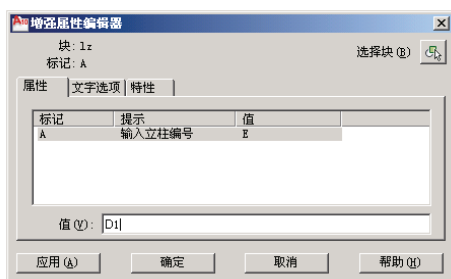 增强属性编辑器
块: lz
标记: A
选择块(B)
属性 文字选项 特性
标记 提示 值
A 输入立柱编号 E
值(V): D1
应用(A) 确定 取消 帮助(H)